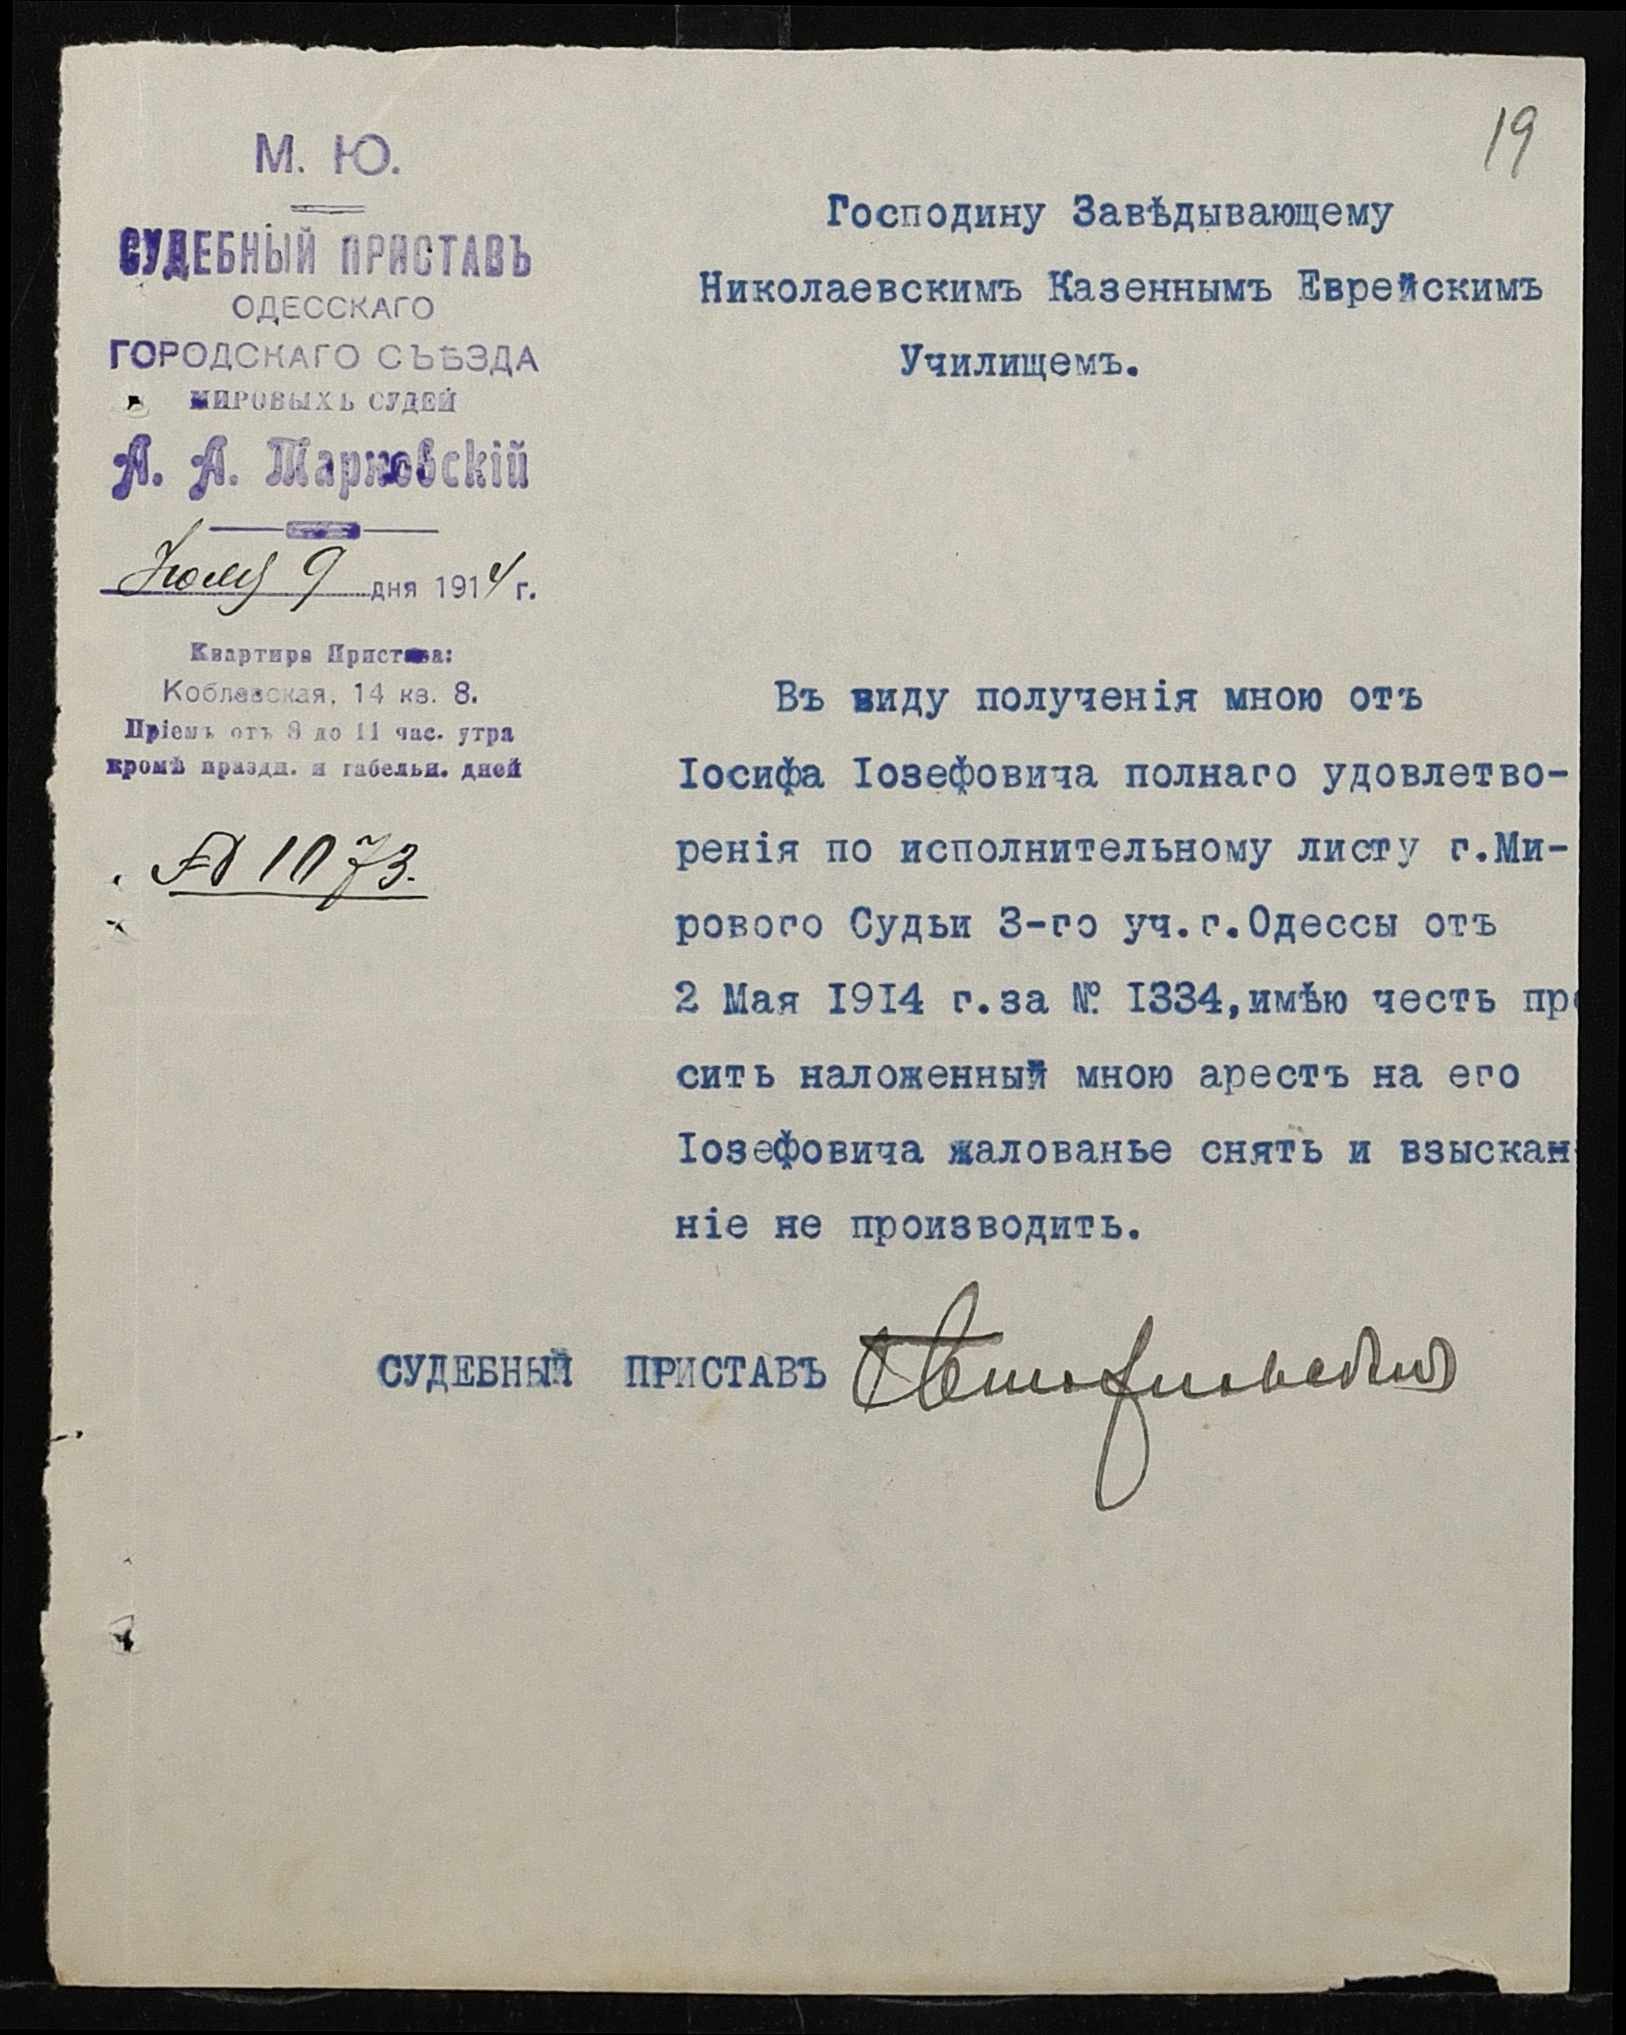 19
М. Ю.
СУДЕБНЫЙ ПРИСТАВЪ
ОДЕССКАГО
ГОРОДСКАГО СЪѢЗДА
МИРОВЫХЪ СУДЕЙ
А. А. Тарновскій
9 дня 1914 г.
Квартира Пристава:
Коблевская, 14 кв. 8.
Пріемъ отъ 8 до 11 час. утра
кромѣ праздн. и табельн. дней
№ 1073.
Господину Завѣдывающему
Николаевскимъ Казеннымъ Еврейскимъ
Училищемъ.
Въ виду полученія мною отъ
Іосифа Іозефовича полнаго удовлетво-
ренія по исполнительному листу г.Ми-
рового Судьи 3-го уч.г.Одессы отъ
2 Мая 1914 г.за № 1334,имѣю честь про
сить наложенный мною арестъ на его
Іозефовича жалованье снять и взыскан-
ніе не производить.
СУДЕБНЫЙ ПРИСТАВЪ